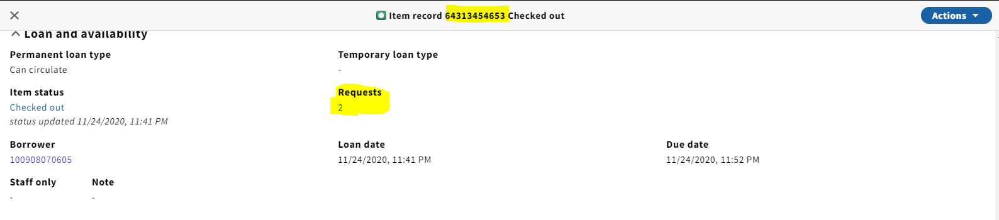 Item record 64313454653 Checked out
Actions
Loan and availability
Permanent loan type
Temporary loan type
Can circulate
-
Item status
Requests
Checked out
2
status updated 11/24/2020, 11:41 PM
Borrower
Loan date
Due date
100908070605
11/24/2020, 11:41 PM
11/24/2020, 11:52 PM
Staff only
Note
-
-